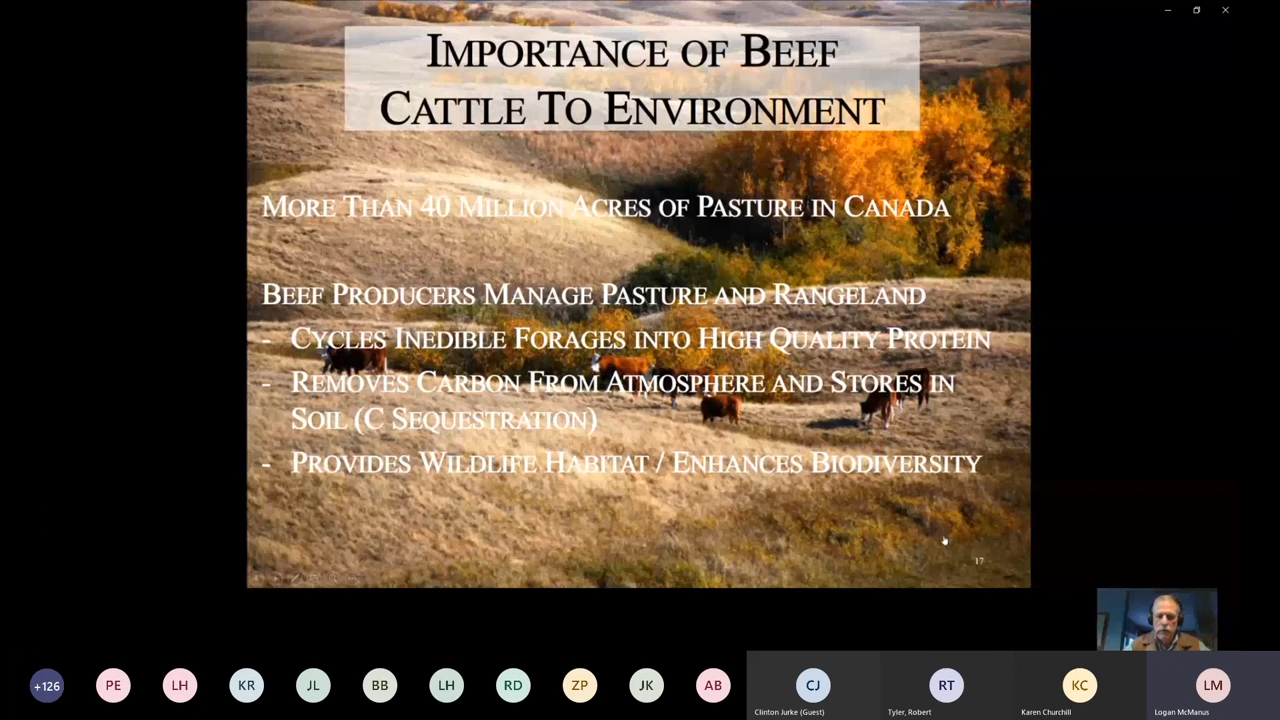 IMPORTANCE OF BEEF
CATTLE TO ENVIRONMENT
MORE THAN 40 MILLION ACRES OF PASTURE IN CANADA
BEEF PRODUCERS MANAGE PASTURE AND RANGELAND
- CYCLES INEDIBLE FORAGES INTO HIGH QUALITY PROTEIN
- REMOVES CARBON FROM ATMOSPHERE AND STORES IN
SOIL (C SEQUESTRATION)
- PROVIDES WILDLIFE HABITAT / ENHANCES BIODIVERSITY
17
+126 PE LH KR JL BB LH RD ZP JK AB CJ RT KC LM
Clinton Jurke (Guest) Tyler, Robert Karen Churchill Logan McManus